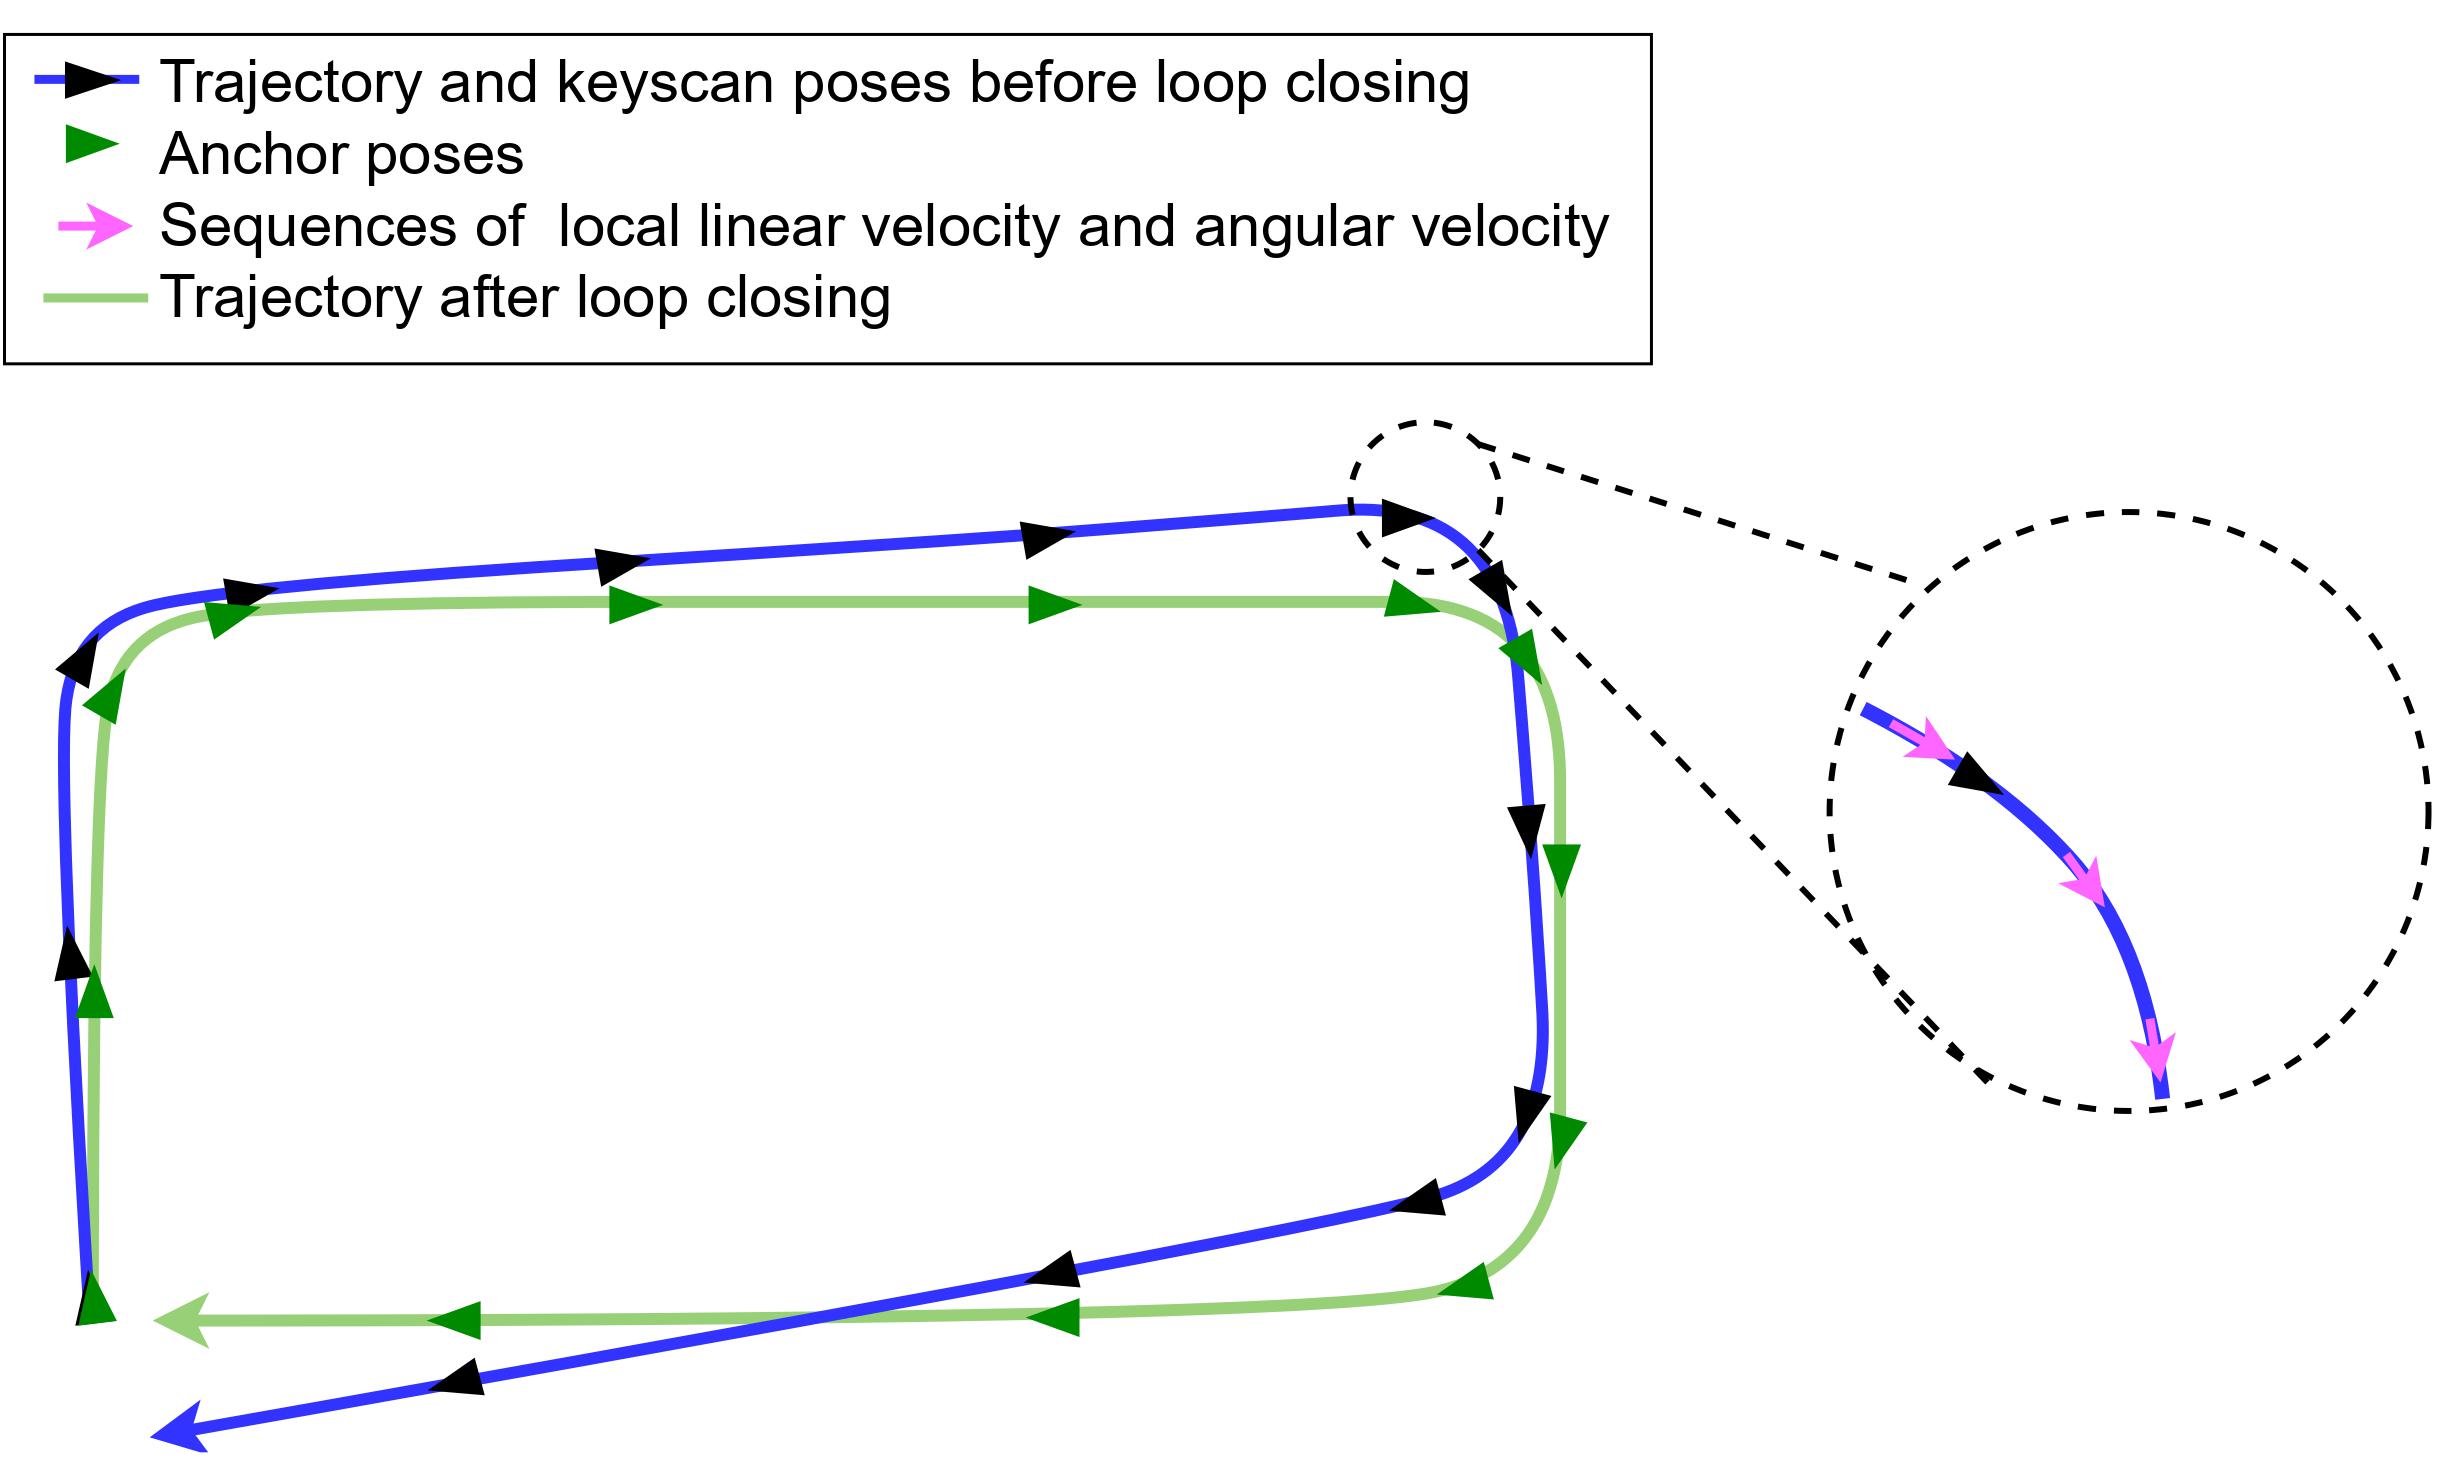 Trajectory and keyscan poses before loop closing
Anchor poses
Sequences of  local linear velocity and angular velocity
Trajectory after loop closing